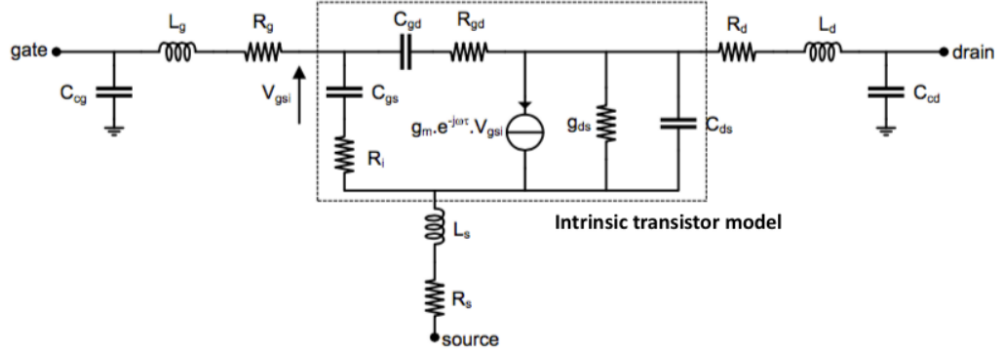 Lg
Rg
Cgd
Rgd
Rd
Ld
gate
drain
Ccg
Vgsi
Cgs
gm.e-jωτ.Vgsi
gds
Cds
Ccd
Ri
Intrinsic transistor model
Ls
Rs
source